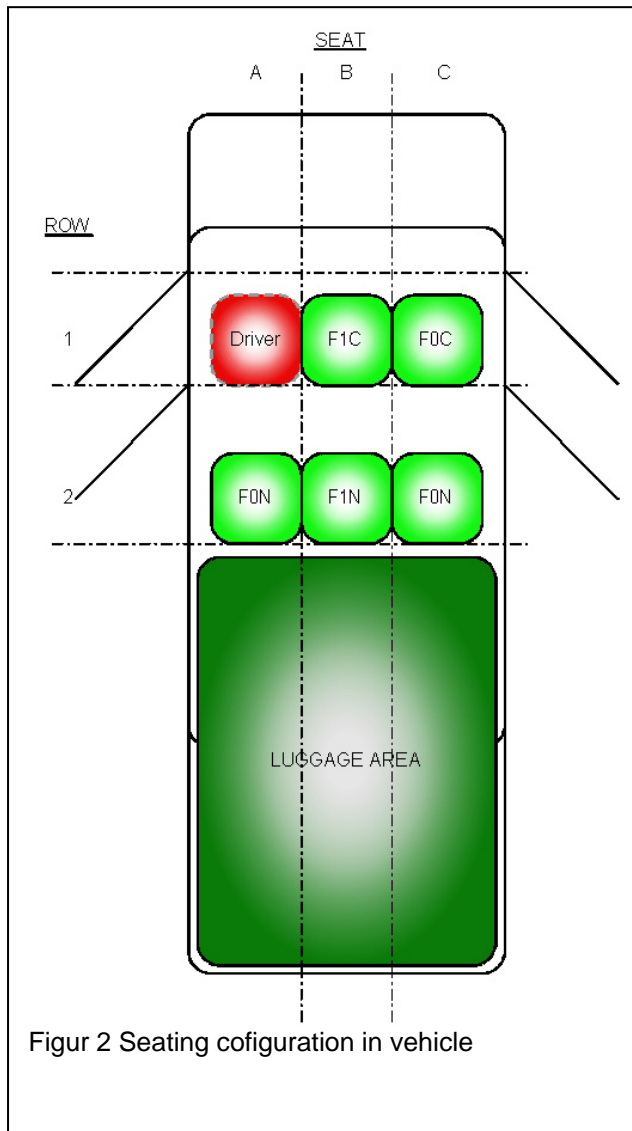 SEAT
A B C
ROW
1 Driver F1C F0C
2 F0N F1N F0N
LUGGAGE AREA
Figur 2 Seating cofiguration in vehicle